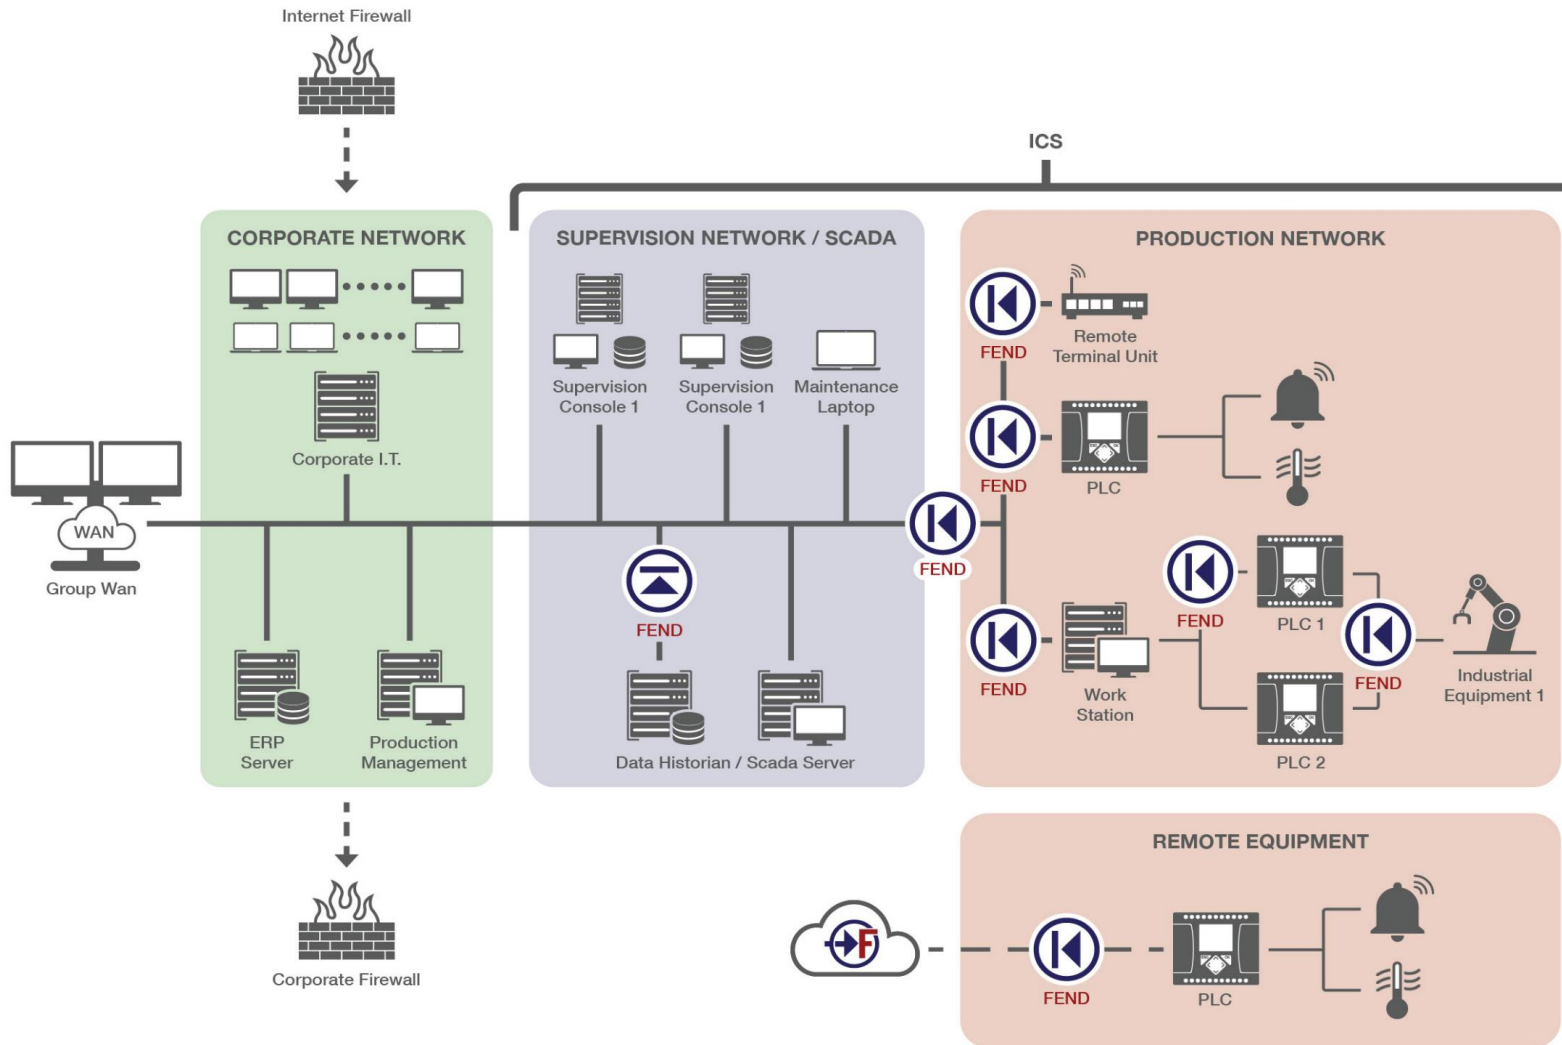 Internet Firewall
ICS
CORPORATE NETWORK
SUPERVISION NETWORK / SCADA
PRODUCTION NETWORK
Supervision
Console 1
Supervision
Console 1
Maintenance
Laptop
FEND
Remote
Terminal Unit
Corporate I.T.
FEND
PLC
WAN
Group Wan
FEND
FEND
FEND
PLC 1
FEND
Work
Station
FEND
Industrial
Equipment 1
PLC 2
ERP
Server
Production
Management
Data Historian / Scada Server
REMOTE EQUIPMENT
Corporate Firewall
F
FEND
PLC